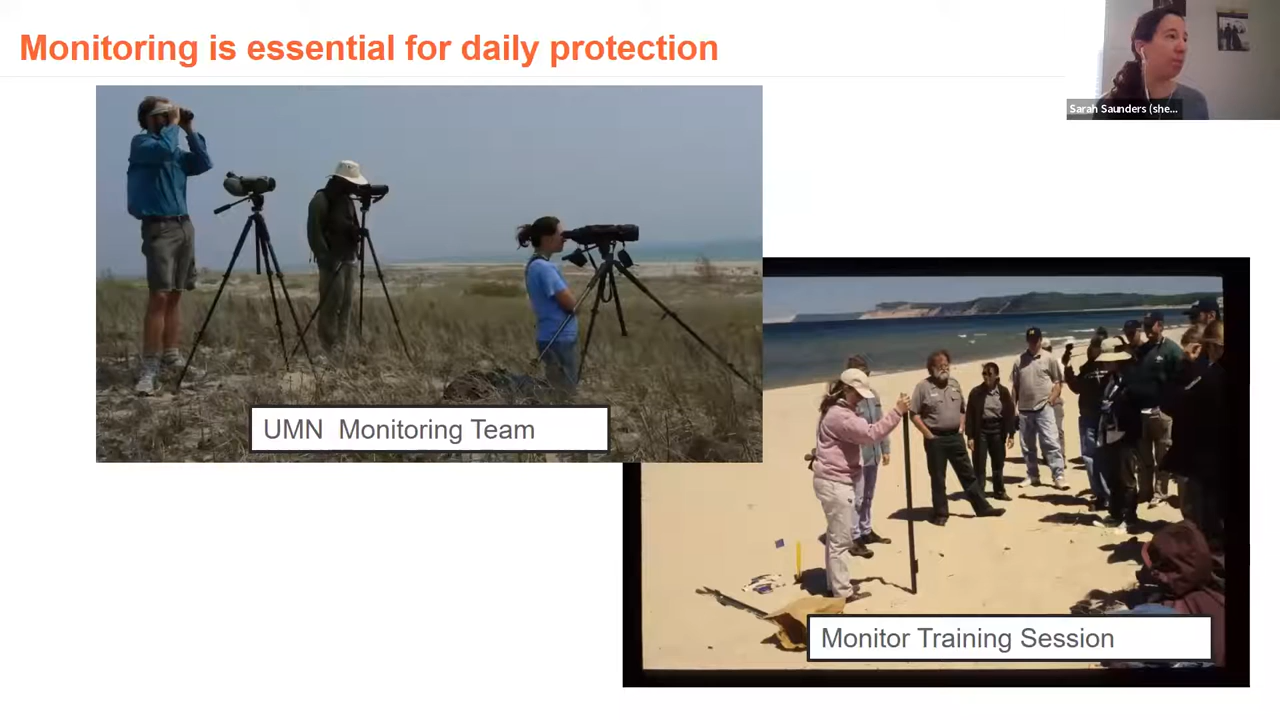 Monitoring is essential for daily protection
Sarah Saunders (she...
UMN  Monitoring Team
Monitor Training Session